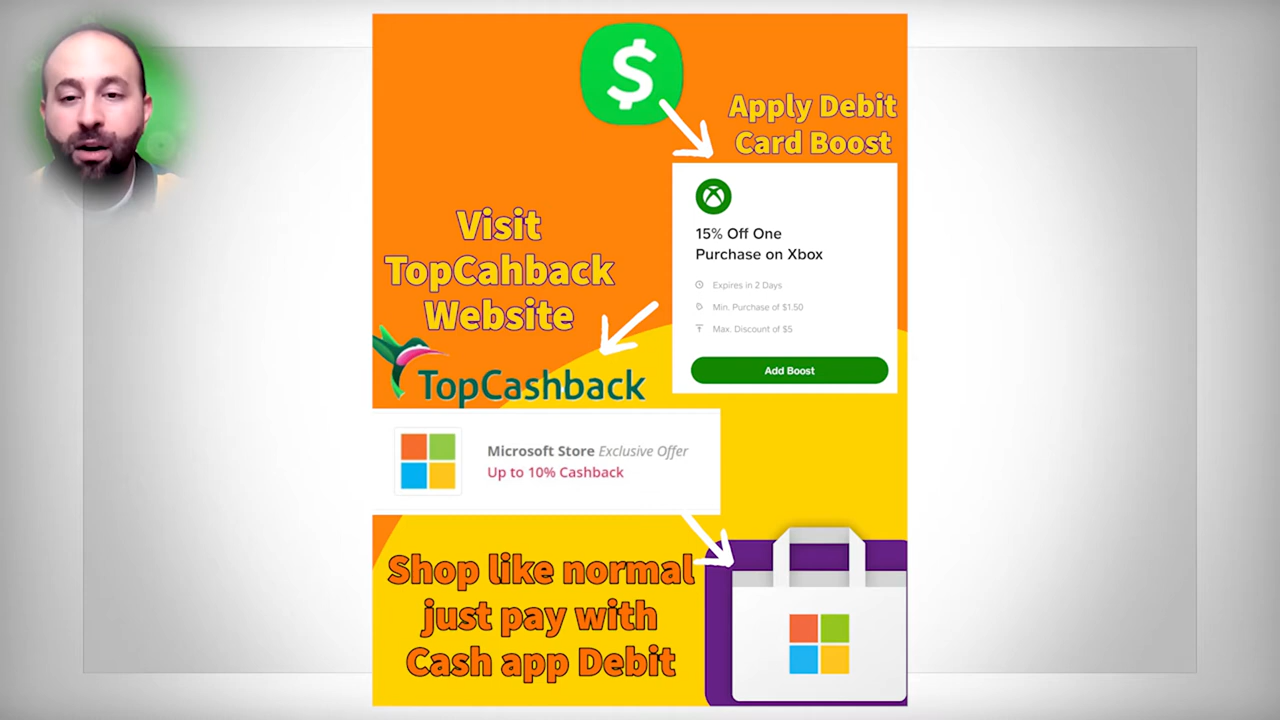 $
Apply Debit
Card Boost
15% Off One
Purchase on Xbox
Expires in 2 Days
Min. Purchase of $1.50
Max. Discount of $5
Add Boost
Visit
TopCahback
Website
TopCashback
Microsoft Store Exclusive Offer
Up to 10% Cashback
Shop like normal
just pay with
Cash app Debit